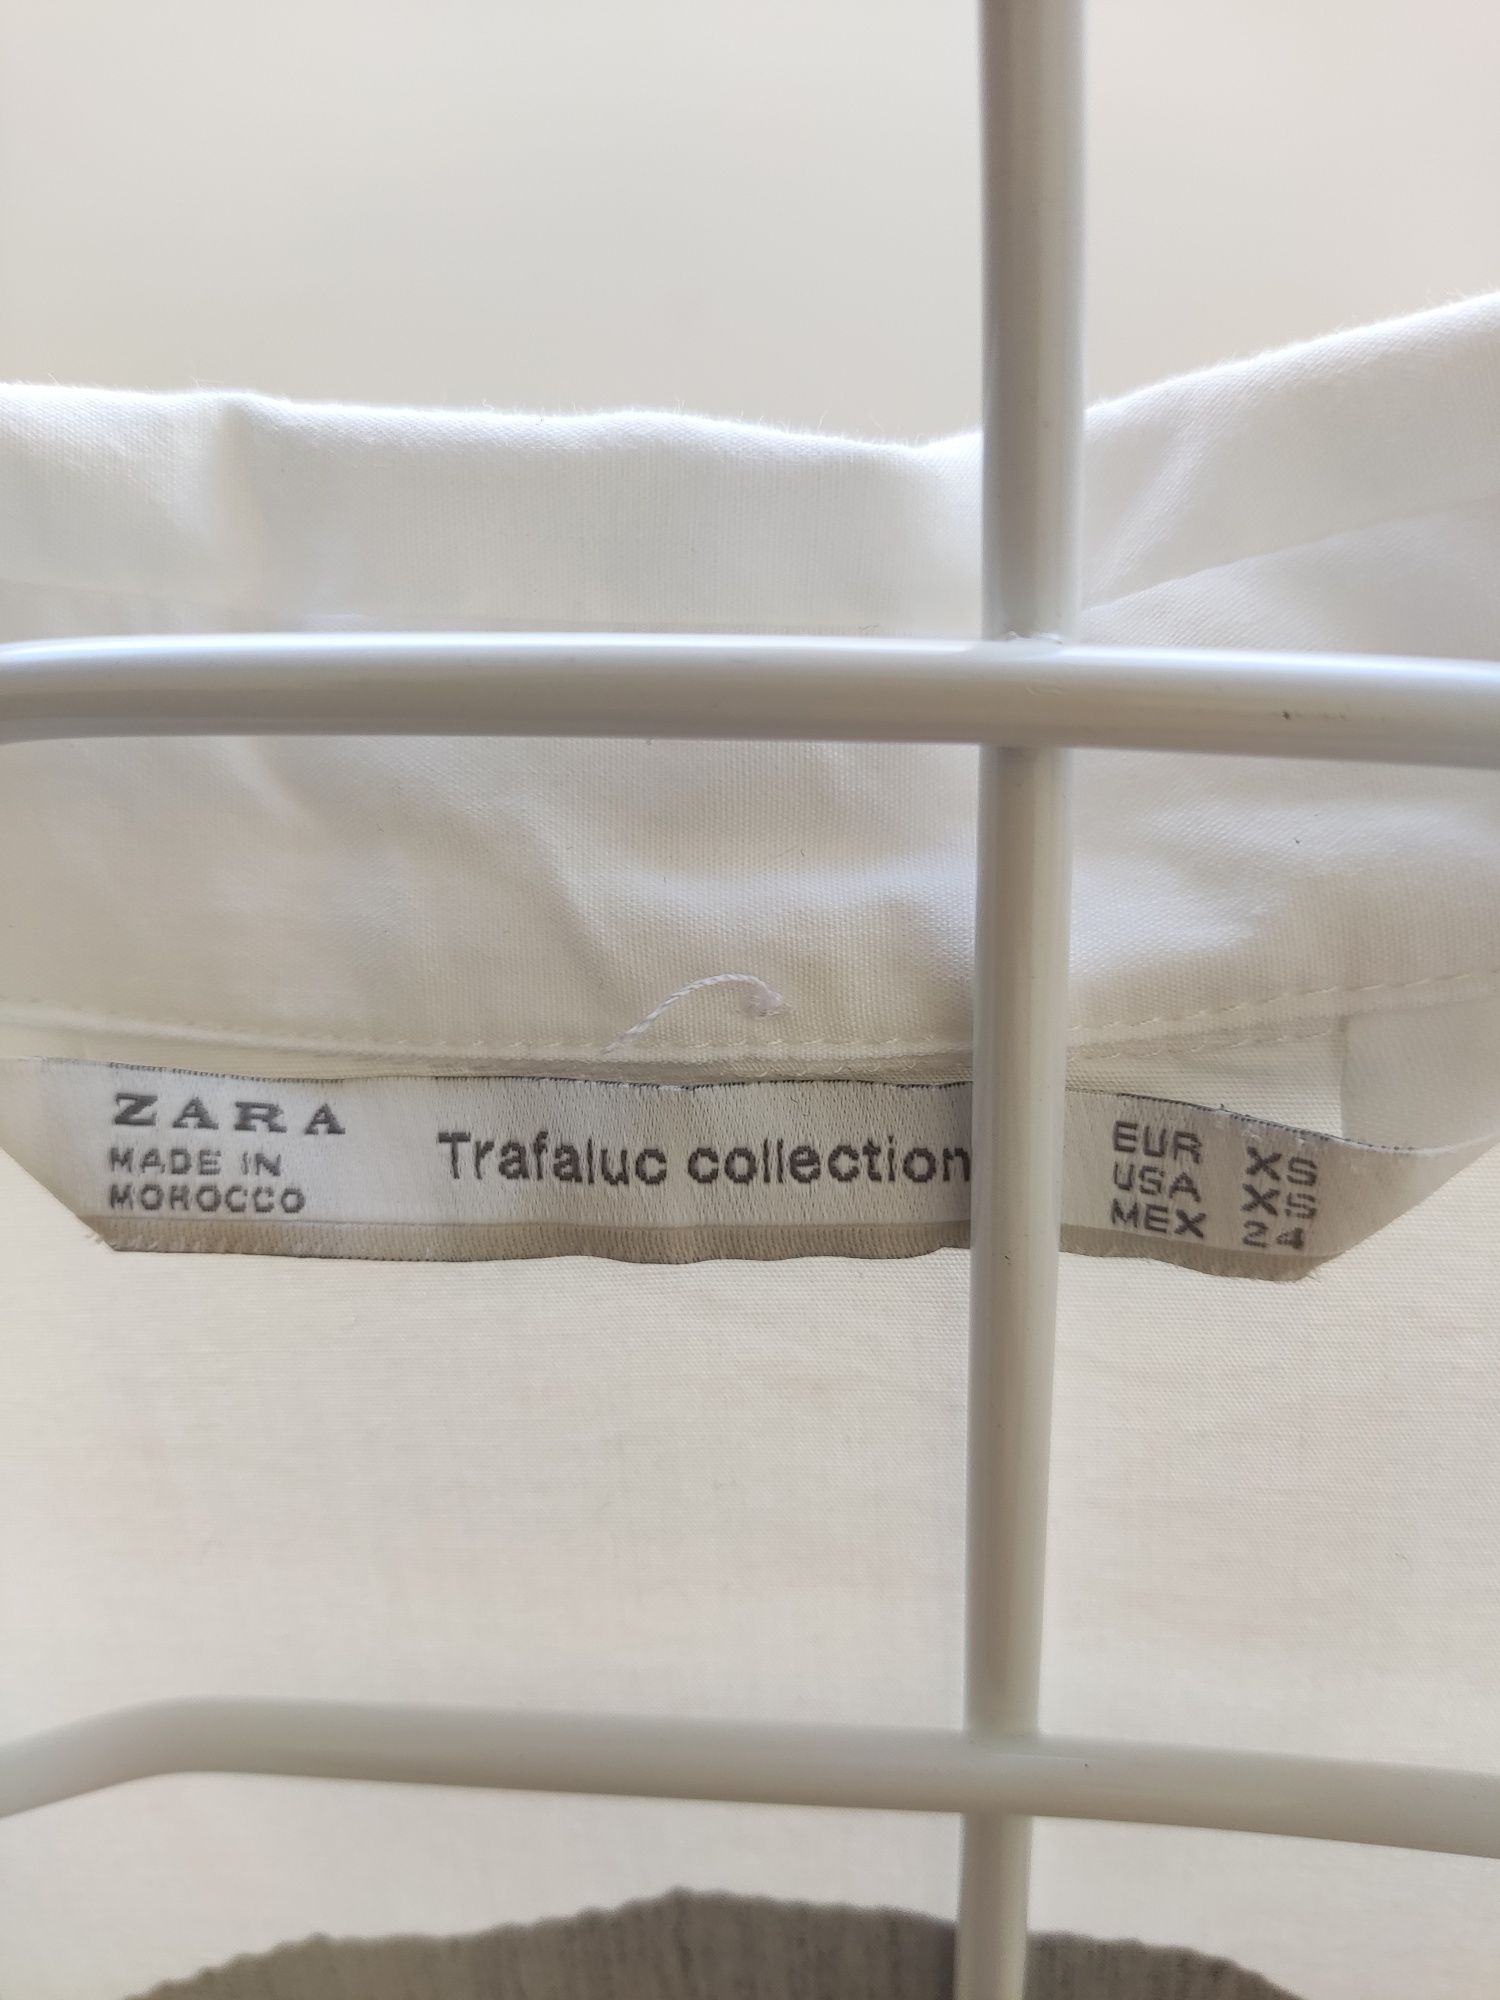 ZARA
MADE IN
MOROCCO
Trafaluc collection
EUR XS
USA XS
MEX 24